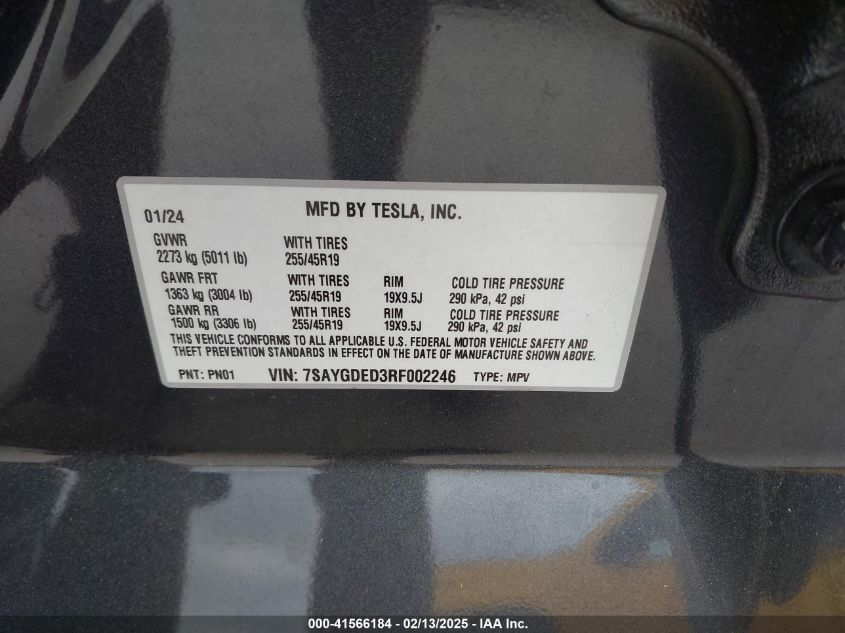 01/24 MFD BY TESLA, INC.
GVWR WITH TIRES
2273 kg (5011 lb) 255/45R19
GAWR FRT WITH TIRES RIM COLD TIRE PRESSURE
1363 kg (3004 lb) 255/45R19 19X9.5J 290 kPa, 42 psi
GAWR RR WITH TIRES RIM COLD TIRE PRESSURE
1500 kg (3306 lb) 255/45R19 19X9.5J 290 kPa, 42 psi
THIS VEHICLE CONFORMS TO ALL APPLICABLE U.S. FEDERAL MOTOR VEHICLE SAFETY AND
THEFT PREVENTION STANDARDS IN EFFECT ON THE DATE OF MANUFACTURE SHOWN ABOVE.
PNT: PN01 VIN: 7SAYGDED3RF002246 TYPE: MPV
000-41566184 - 02/13/2025 - IAA Inc.